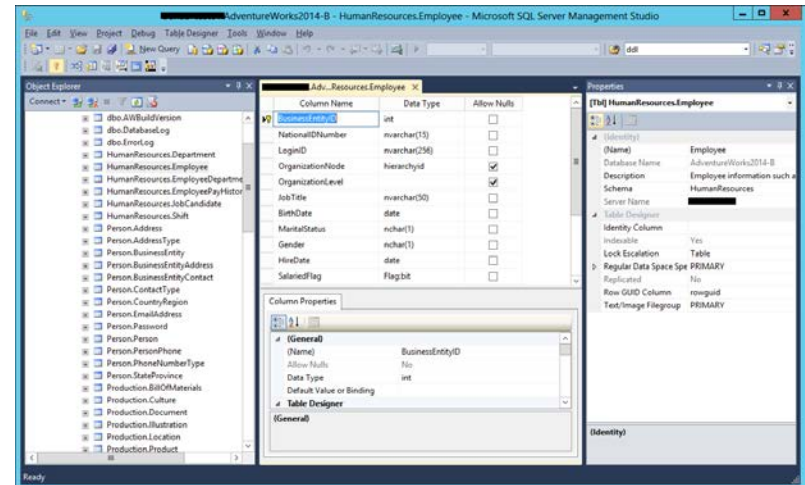 AdventureWorks2014-B - HumanResources.Employee - Microsoft SQL Server Management Studio
File Edit View Project Debug Table Designer Tools Window Help
New Query
ddl
Object Explorer
Connect
dbo.AWBuildVersion
dbo.DatabaseLog
dbo.ErrorLog
HumanResources.Department
HumanResources.Employee
HumanResources.EmployeeDepartme
HumanResources.EmployeePayHistor
HumanResources.JobCandidate
HumanResources.Shift
Person.Address
Person.AddressType
Person.BusinessEntity
Person.BusinessEntityAddress
Person.BusinessEntityContact
Person.ContactType
Person.CountryRegion
Person.EmailAddress
Person.Password
Person.Person
Person.PersonPhone
Person.PhoneNumberType
Person.StateProvince
Production.BillOfMaterials
Production.Culture
Production.Document
Production.Illustration
Production.Location
Production.Product
.Adv...Resources.Employee
Column Name Data Type Allow Nulls
BusinessEntityID int
NationalIDNumber nvarchar(15)
LoginID nvarchar(256)
OrganizationNode hierarchyid
OrganizationLevel
JobTitle nvarchar(50)
BirthDate date
MaritalStatus nchar(1)
Gender nchar(1)
HireDate date
SalariedFlag Flag:bit
Column Properties
(General)
(Name) BusinessEntityID
Allow Nulls No
Data Type int
Default Value or Binding
Table Designer
(General)
Properties
[Tbl] HumanResources.Employee
(Identity)
(Name) Employee
Database Name AdventureWorks2014-B
Description Employee information such a
Schema HumanResources
Server Name
Table Designer
Identity Column
Indexable Yes
Lock Escalation Table
Regular Data Space Spe PRIMARY
Replicated No
Row GUID Column rowguid
Text/Image Filegroup PRIMARY
(Identity)
Ready